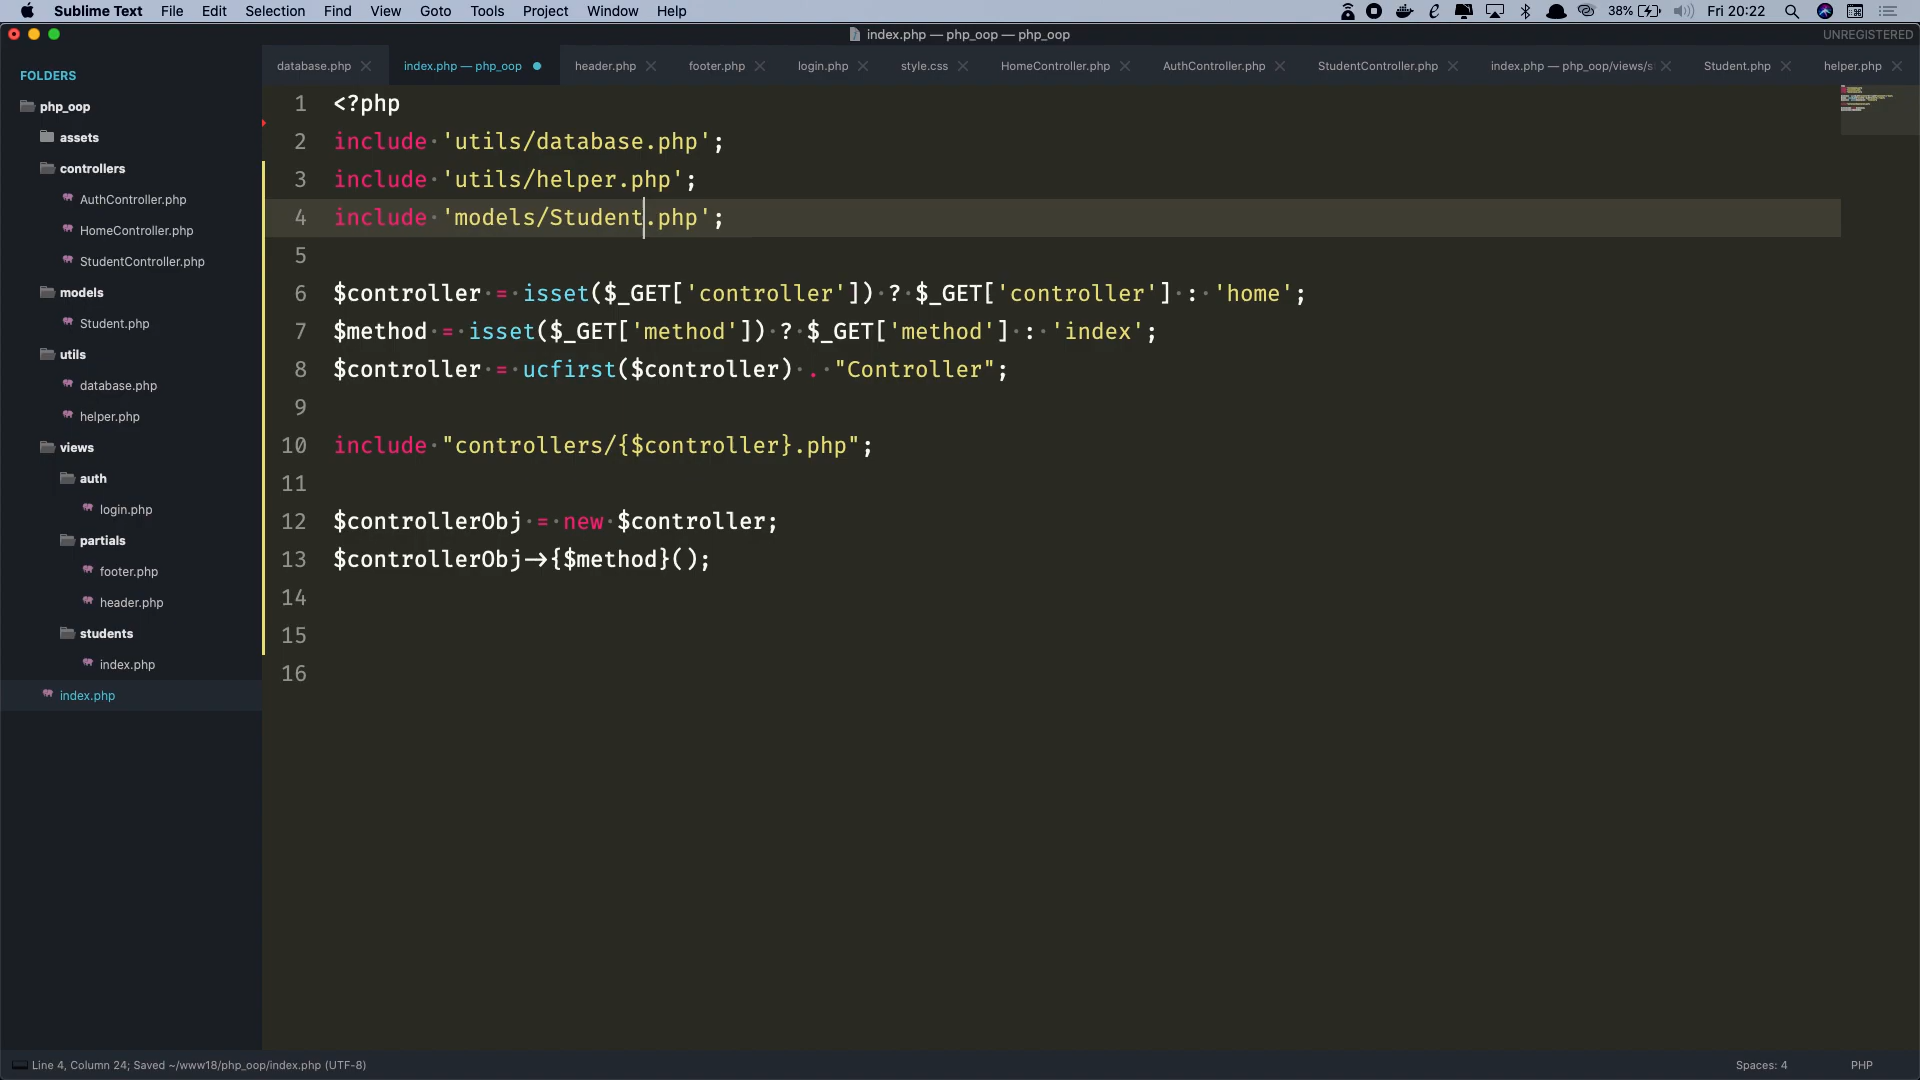 Sublime Text File Edit Selection Find View Goto Tools Project Window Help 38% Fri 20:22
index.php — php_oop — php_oop UNREGISTERED
FOLDERS
php_oop
assets
controllers
AuthController.php
HomeController.php
StudentController.php
models
Student.php
utils
database.php
helper.php
views
auth
login.php
partials
footer.php
header.php
students
index.php
index.php
database.php index.php — php_oop header.php footer.php login.php style.css HomeController.php AuthController.php StudentController.php index.php — php_oop/views/s Student.php helper.php
1 <?php
2 include 'utils/database.php';
3 include 'utils/helper.php';
4 include 'models/Student.php';
5
6 $controller = isset($_GET['controller']) ? $_GET['controller'] : 'home';
7 $method = isset($_GET['method']) ? $_GET['method'] : 'index';
8 $controller = ucfirst($controller) . "Controller";
9
10 include "controllers/{$controller}.php";
11
12 $controllerObj = new $controller;
13 $controllerObj->{$method}();
14
15
16
Line 4, Column 24; Saved ~/www18/php_oop/index.php (UTF-8) Spaces: 4 PHP